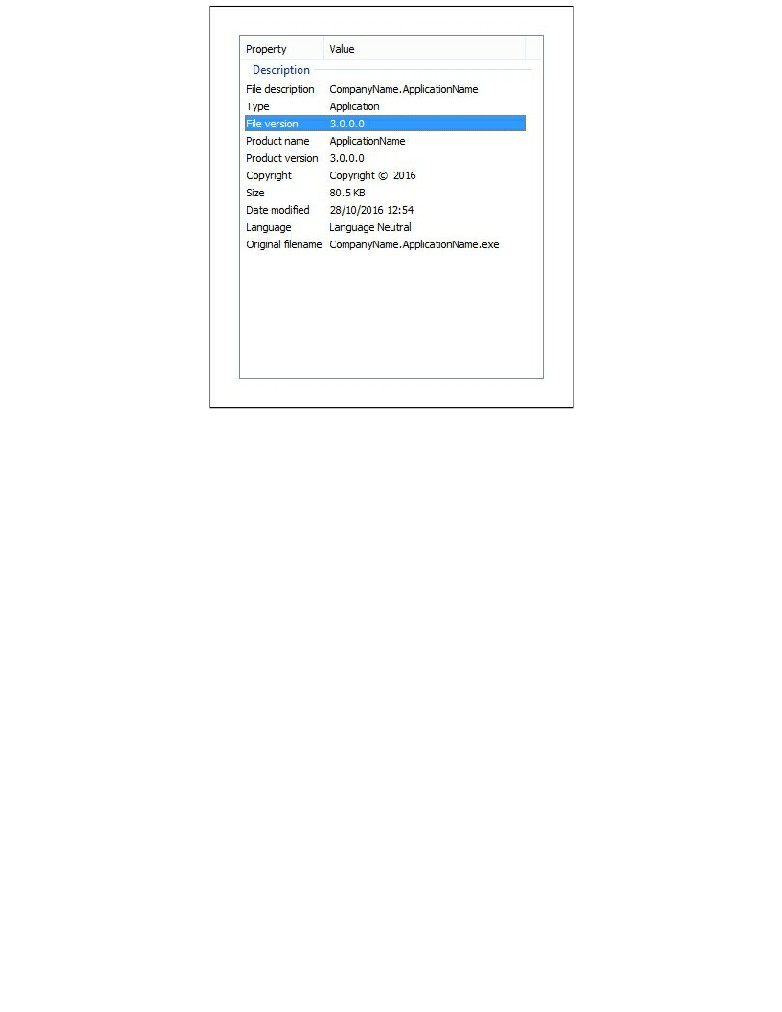 Property Value
Description
File description CompanyName.ApplicationName
Type Application
File version 3.0.0.0
Product name ApplicationName
Product version 3.0.0.0
Copyright Copyright © 2016
Size 80.5 KB
Date modified 28/10/2016 12:54
Language Language Neutral
Original filename CompanyName.ApplicationName.exe